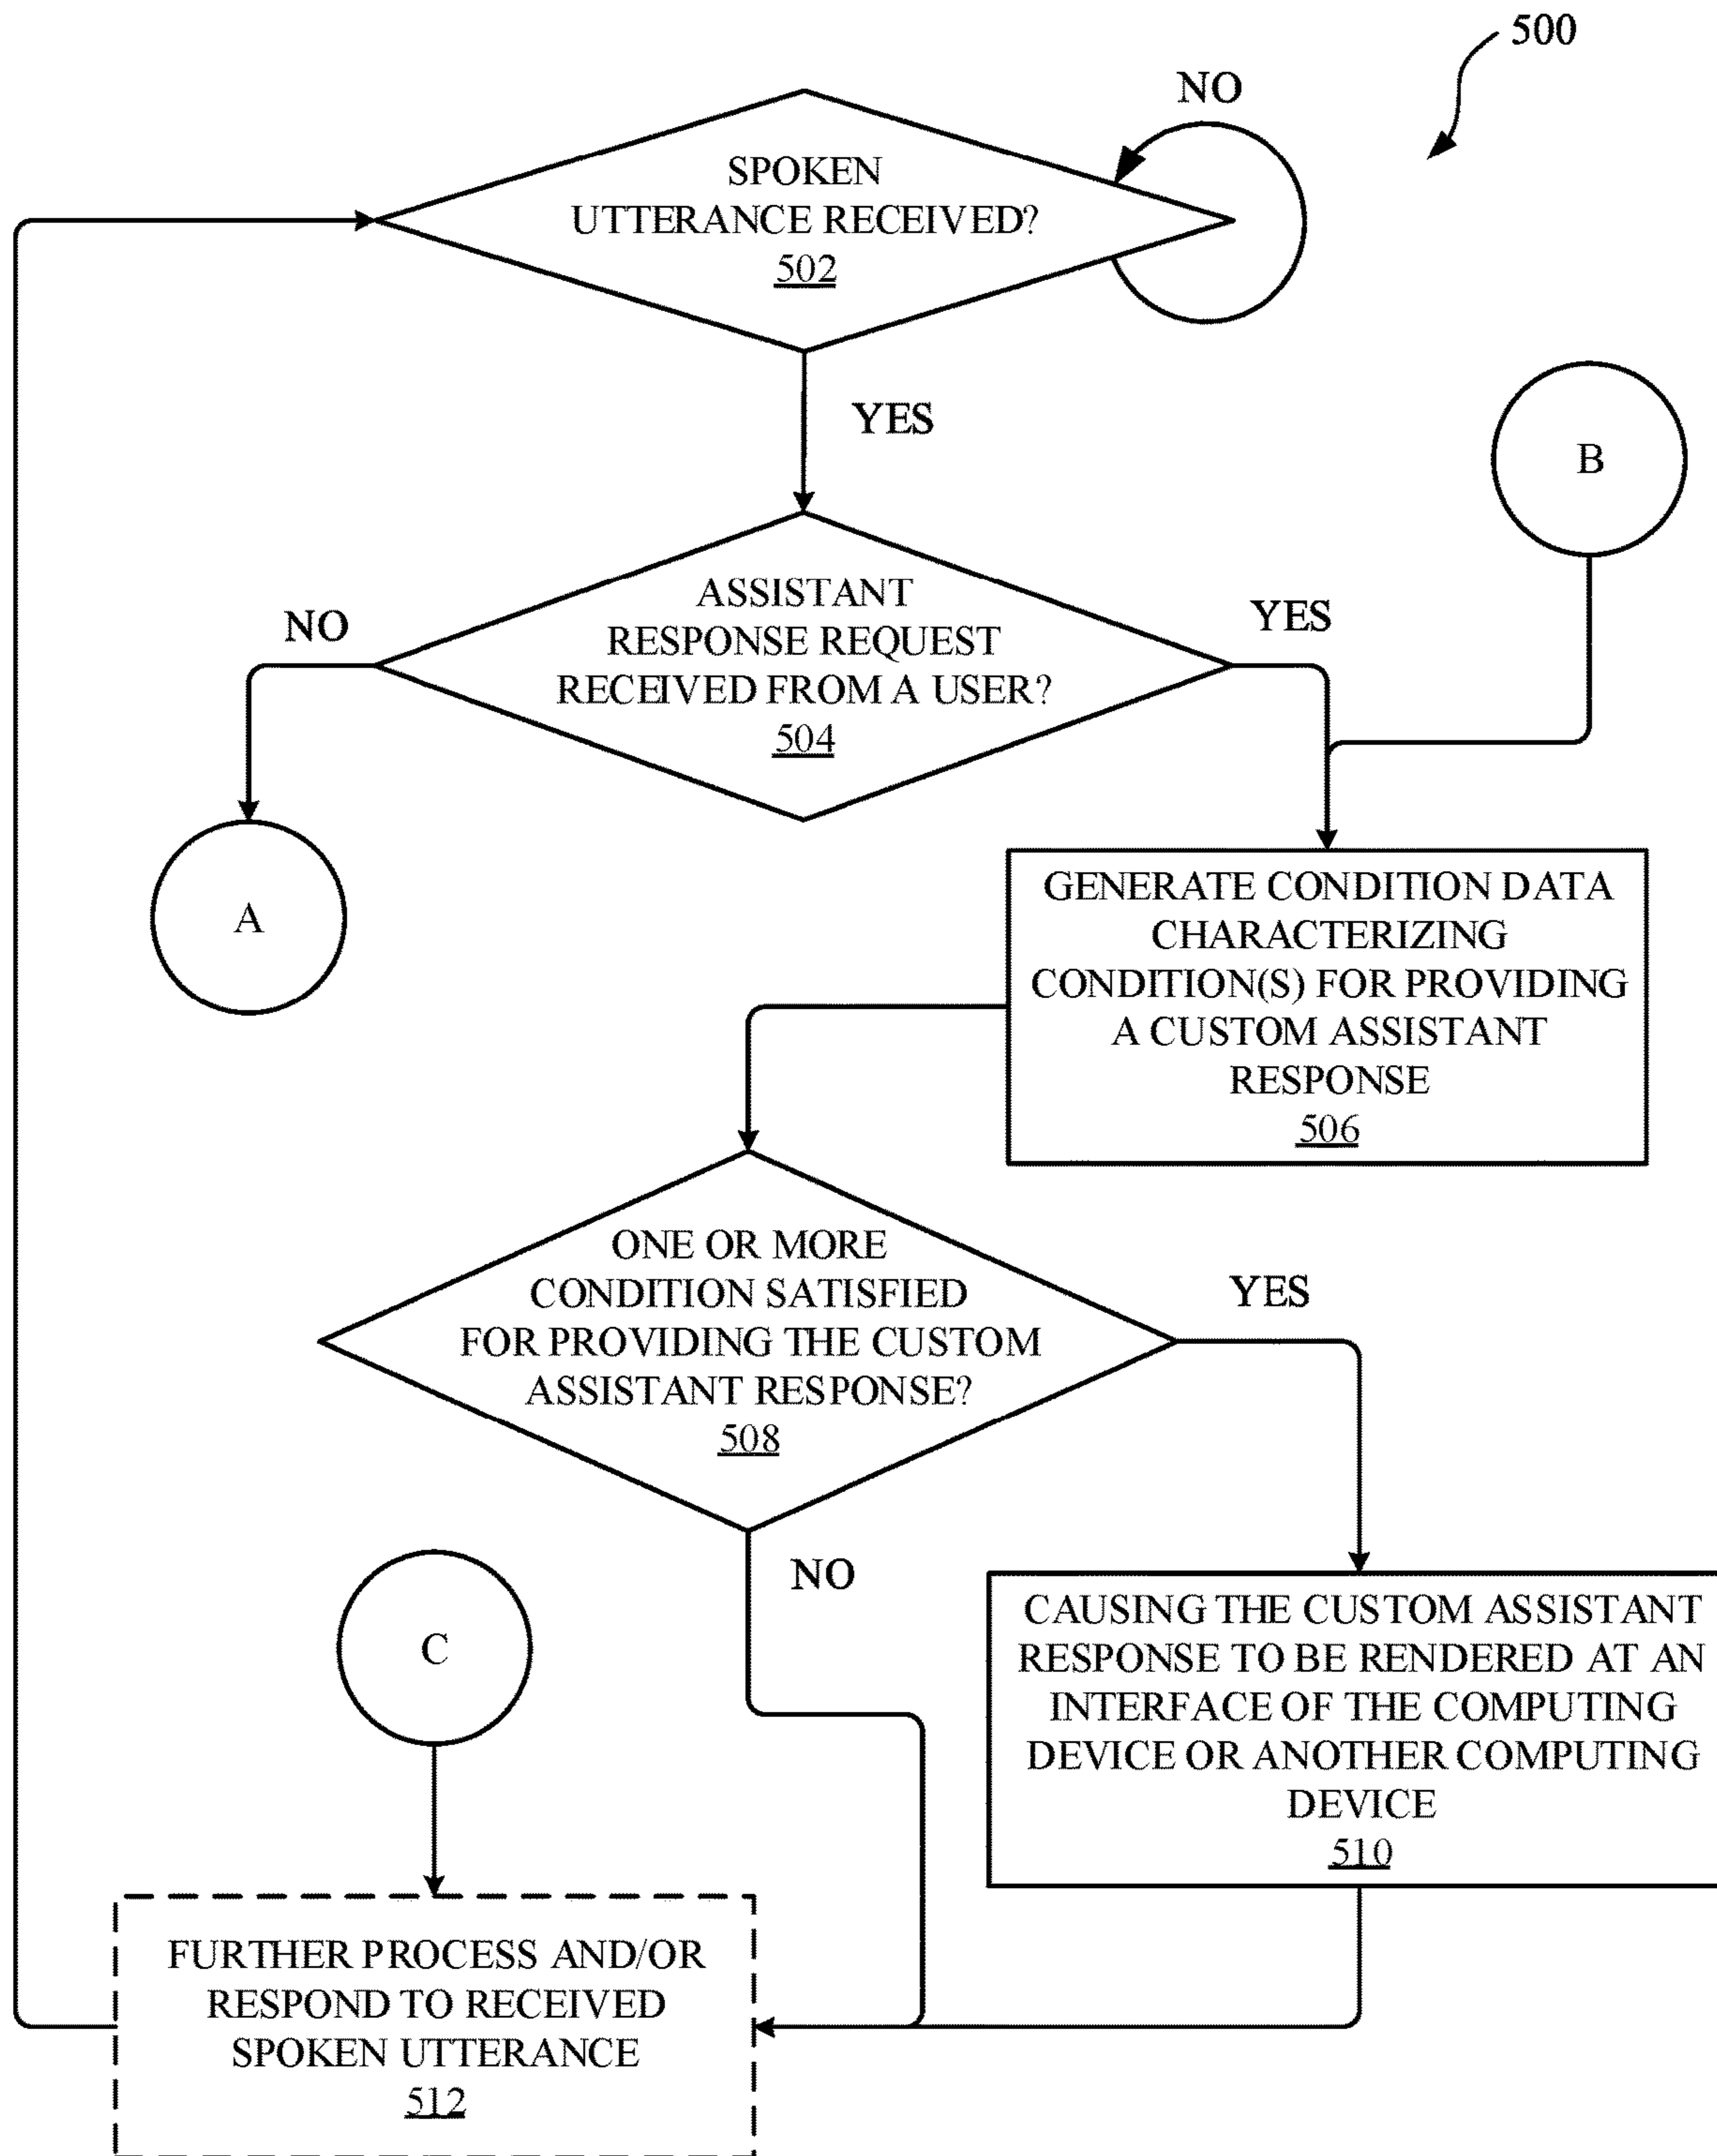 500
NO
SPOKEN
UTTERANCE RECEIVED?
502
YES
B
ASSISTANT
RESPONSE REQUEST
RECEIVED FROM A USER?
504
NO
YES
A
GENERATE CONDITION DATA
CHARACTERIZING
CONDITION(S) FOR PROVIDING
A CUSTOM ASSISTANT
RESPONSE
506
ONE OR MORE
CONDITION SATISFIED
FOR PROVIDING THE CUSTOM
ASSISTANT RESPONSE?
508
YES
NO
C
CAUSING THE CUSTOM ASSISTANT
RESPONSE TO BE RENDERED AT AN
INTERFACE OF THE COMPUTING
DEVICE OR ANOTHER COMPUTING
DEVICE
510
FURTHER PROCESS AND/OR
RESPOND TO RECEIVED
SPOKEN UTTERANCE
512